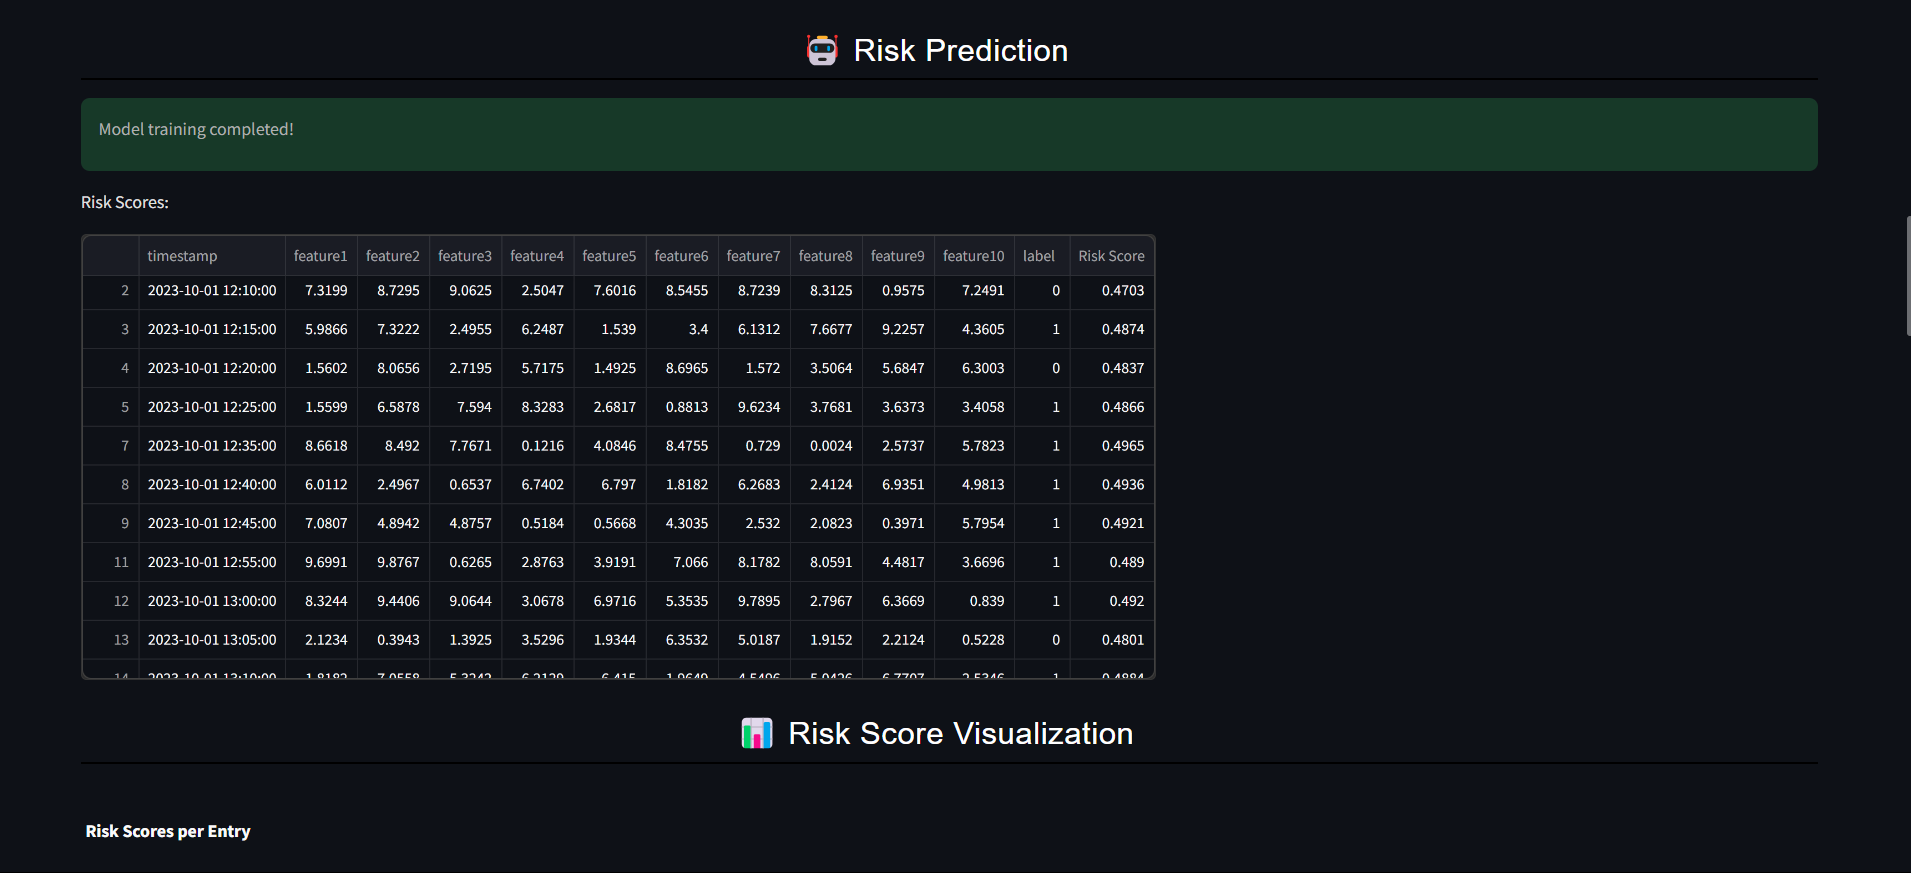 Risk Prediction
Model training completed!
Risk Scores:
timestamp feature1 feature2 feature3 feature4 feature5 feature6 feature7 feature8 feature9 feature10 label Risk Score
2 2023-10-01 12:10:00 7.3199 8.7295 9.0625 2.5047 7.6016 8.5455 8.7239 8.3125 0.9575 7.2491 0 0.4703
3 2023-10-01 12:15:00 5.9866 7.3222 2.4955 6.2487 1.539 3.4 6.1312 7.6677 9.2257 4.3605 1 0.4874
4 2023-10-01 12:20:00 1.5602 8.0656 2.7195 5.7175 1.4925 8.6965 1.572 3.5064 5.6847 6.3003 0 0.4837
5 2023-10-01 12:25:00 1.5599 6.5878 7.594 8.3283 2.6817 0.8813 9.6234 3.7681 3.6373 3.4058 1 0.4866
7 2023-10-01 12:35:00 8.6618 8.492 7.7671 0.1216 4.0846 8.4755 0.729 0.0024 2.5737 5.7823 1 0.4965
8 2023-10-01 12:40:00 6.0112 2.4967 0.6537 6.7402 6.797 1.8182 6.2683 2.4124 6.9351 4.9813 1 0.4936
9 2023-10-01 12:45:00 7.0807 4.8942 4.8757 0.5184 0.5668 4.3035 2.532 2.0823 0.3971 5.7954 1 0.4921
11 2023-10-01 12:55:00 9.6991 9.8767 0.6265 2.8763 3.9191 7.066 8.1782 8.0591 4.4817 3.6696 1 0.489
12 2023-10-01 13:00:00 8.3244 9.4406 9.0644 3.0678 6.9716 5.3535 9.7895 2.7967 6.3669 0.839 1 0.492
13 2023-10-01 13:05:00 2.1234 0.3943 1.3925 3.5296 1.9344 6.3532 5.0187 1.9152 2.2124 0.5228 0 0.4801
14 2023-10-01 13:10:00
Risk Score Visualization
Risk Scores per Entry